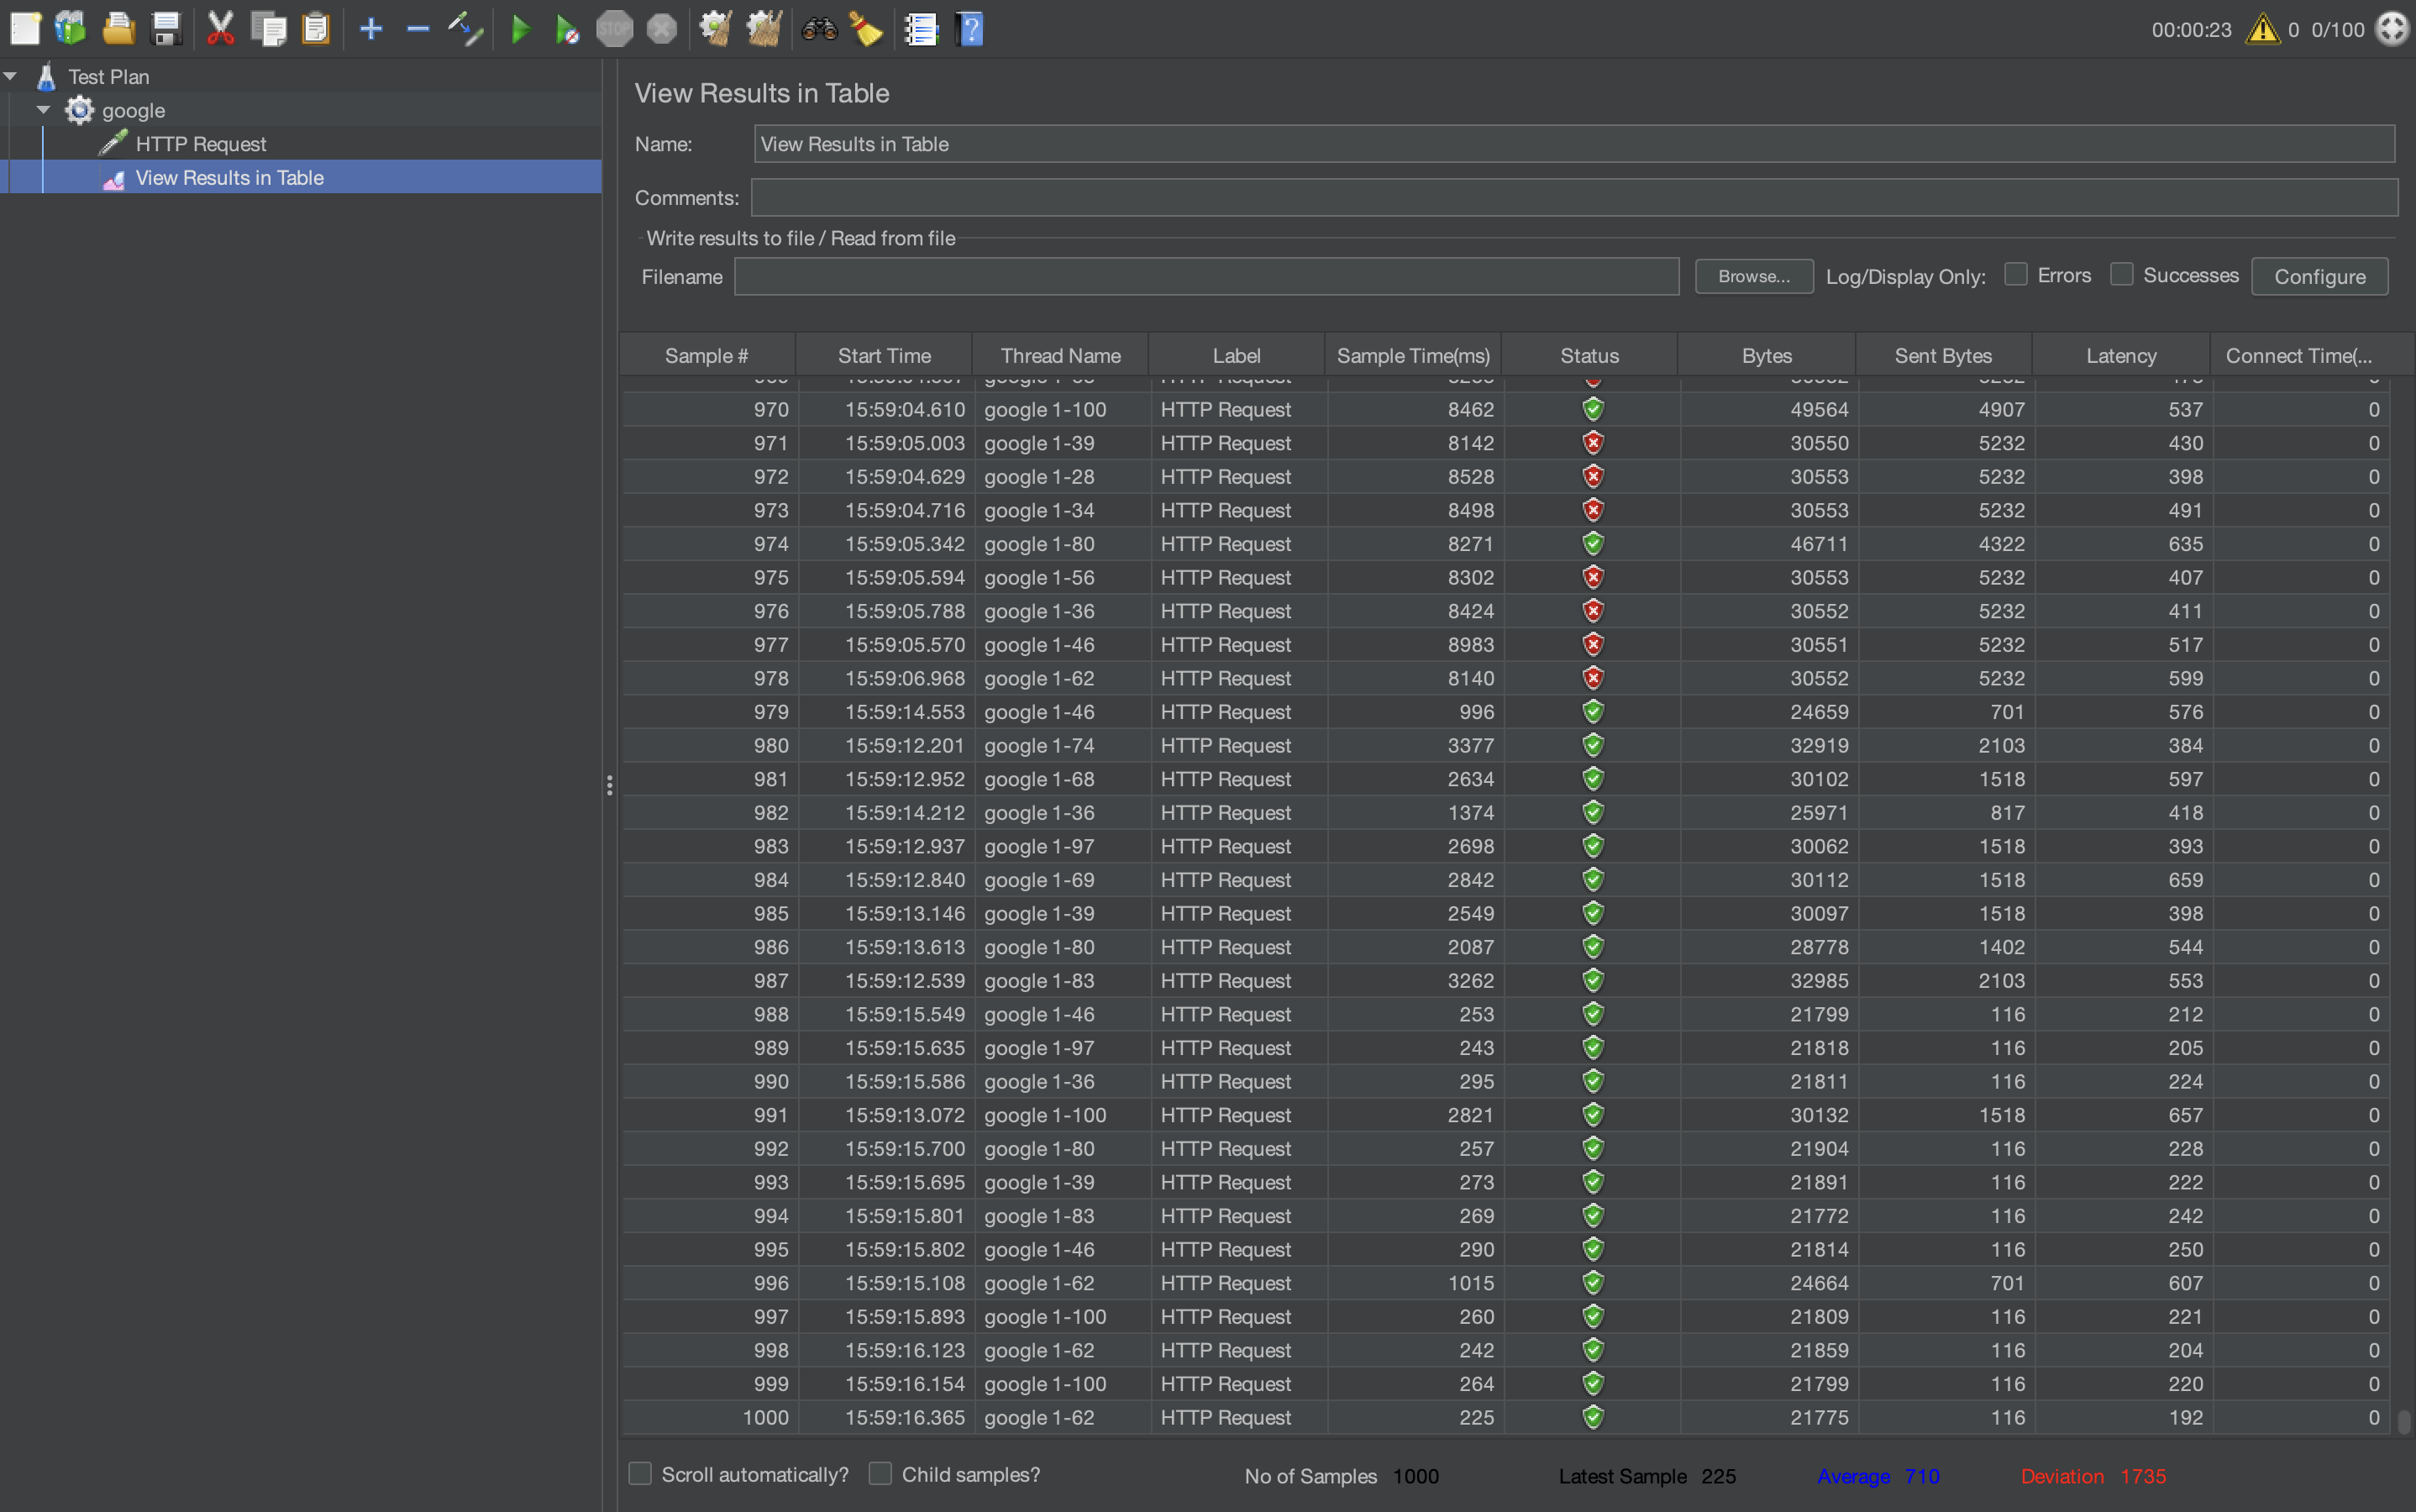 STOP
00:00:23 0 0/100
Test Plan
google
HTTP Request
View Results in Table
View Results in Table
Name: View Results in Table
Comments:
Write results to file / Read from file
Filename Browse... Log/Display Only: Errors Successes Configure
Sample # Start Time Thread Name Label Sample Time(ms) Status Bytes Sent Bytes Latency Connect Time(...
970 15:59:04.610 google 1-100 HTTP Request 8462 49564 4907 537 0
971 15:59:05.003 google 1-39 HTTP Request 8142 30550 5232 430 0
972 15:59:04.629 google 1-28 HTTP Request 8528 30553 5232 398 0
973 15:59:04.716 google 1-34 HTTP Request 8498 30553 5232 491 0
974 15:59:05.342 google 1-80 HTTP Request 8271 46711 4322 635 0
975 15:59:05.594 google 1-56 HTTP Request 8302 30553 5232 407 0
976 15:59:05.788 google 1-36 HTTP Request 8424 30552 5232 411 0
977 15:59:05.570 google 1-46 HTTP Request 8983 30551 5232 517 0
978 15:59:06.968 google 1-62 HTTP Request 8140 30552 5232 599 0
979 15:59:14.553 google 1-46 HTTP Request 996 24659 701 576 0
980 15:59:12.201 google 1-74 HTTP Request 3377 32919 2103 384 0
981 15:59:12.952 google 1-68 HTTP Request 2634 30102 1518 597 0
982 15:59:14.212 google 1-36 HTTP Request 1374 25971 817 418 0
983 15:59:12.937 google 1-97 HTTP Request 2698 30062 1518 393 0
984 15:59:12.840 google 1-69 HTTP Request 2842 30112 1518 659 0
985 15:59:13.146 google 1-39 HTTP Request 2549 30097 1518 398 0
986 15:59:13.613 google 1-80 HTTP Request 2087 28778 1402 544 0
987 15:59:12.539 google 1-83 HTTP Request 3262 32985 2103 553 0
988 15:59:15.549 google 1-46 HTTP Request 253 21799 116 212 0
989 15:59:15.635 google 1-97 HTTP Request 243 21818 116 205 0
990 15:59:15.586 google 1-36 HTTP Request 295 21811 116 224 0
991 15:59:13.072 google 1-100 HTTP Request 2821 30132 1518 657 0
992 15:59:15.700 google 1-80 HTTP Request 257 21904 116 228 0
993 15:59:15.695 google 1-39 HTTP Request 273 21891 116 222 0
994 15:59:15.801 google 1-83 HTTP Request 269 21772 116 242 0
995 15:59:15.802 google 1-46 HTTP Request 290 21814 116 250 0
996 15:59:15.108 google 1-62 HTTP Request 1015 24664 701 607 0
997 15:59:15.893 google 1-100 HTTP Request 260 21809 116 221 0
998 15:59:16.123 google 1-62 HTTP Request 242 21859 116 204 0
999 15:59:16.154 google 1-100 HTTP Request 264 21799 116 220 0
1000 15:59:16.365 google 1-62 HTTP Request 225 21775 116 192 0
Scroll automatically? Child samples? No of Samples 1000 Latest Sample 225 Average 710 Deviation 1735